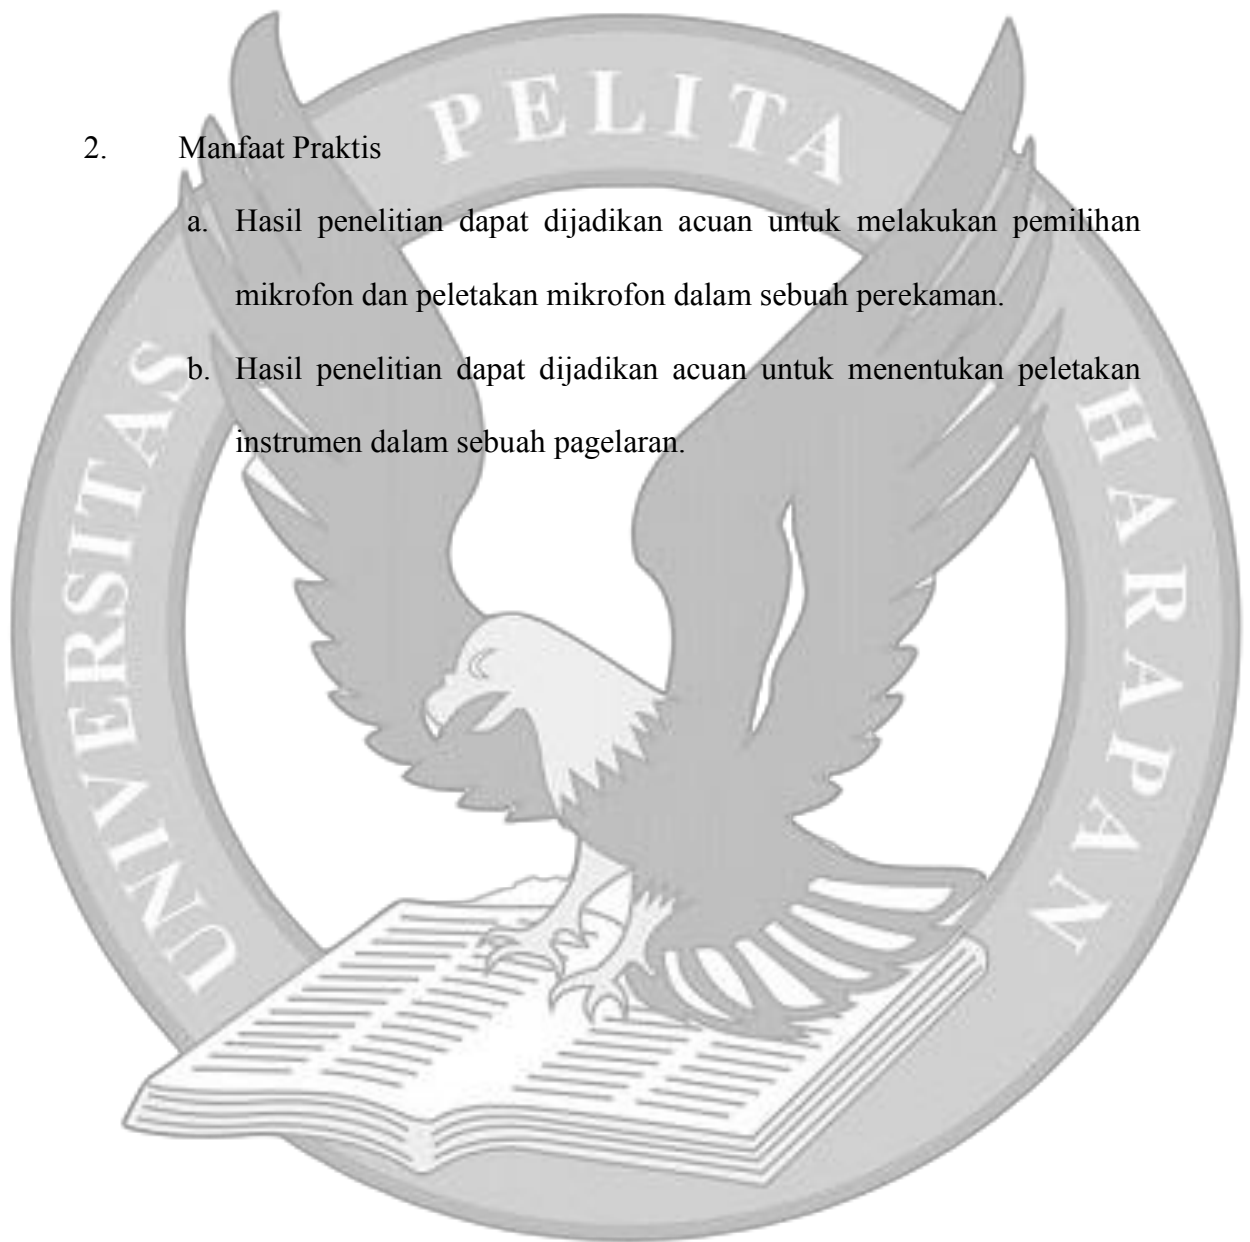 UNIVERSITAS PELITA HARAPAN
2. Manfaat Praktis
a. Hasil penelitian dapat dijadikan acuan untuk melakukan pemilihan
mikrofon dan peletakan mikrofon dalam sebuah perekaman.
b. Hasil penelitian dapat dijadikan acuan untuk menentukan peletakan
instrumen dalam sebuah pagelaran.